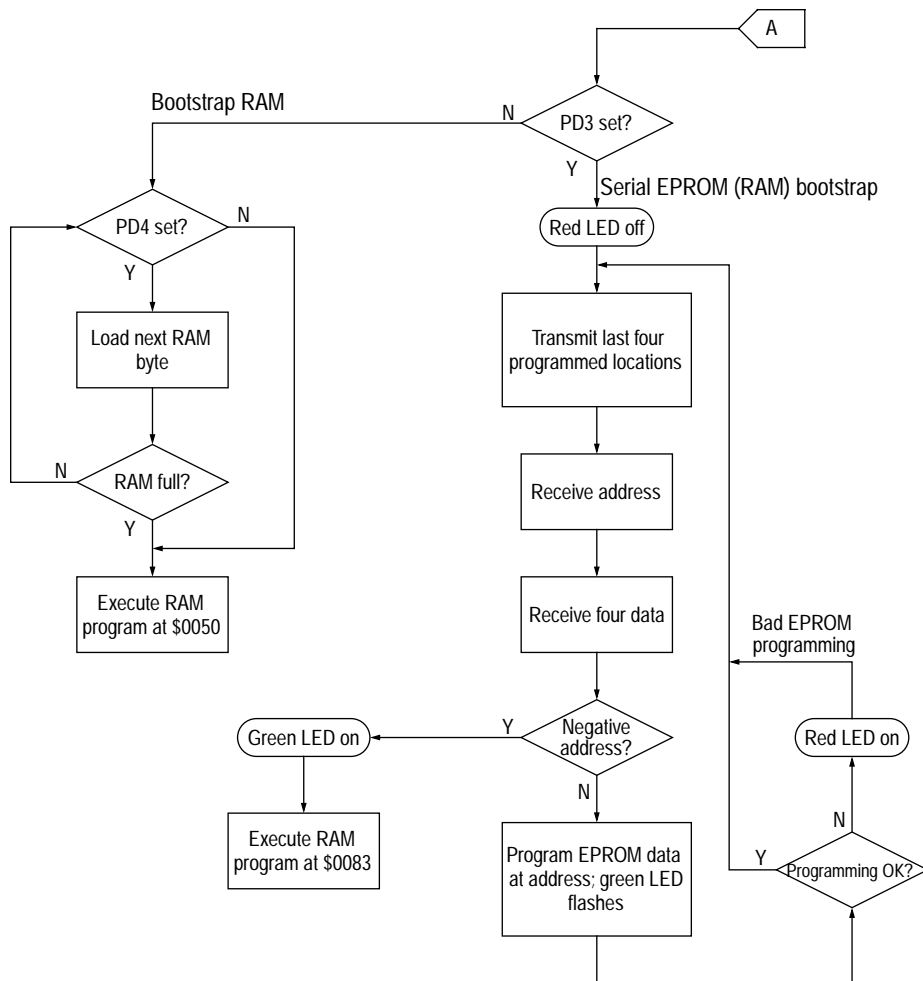 A
Bootstrap RAM
N
PD3 set?
Y
Serial EPROM (RAM) bootstrap
PD4 set?
N
Red LED off
Y
Load next RAM
byte
Transmit last four
programmed locations
N
RAM full?
Y
Receive address
Execute RAM
program at $0050
Receive four data
Bad EPROM
programming
Green LED on
Y
Negative
address?
Red LED on
N
N
Execute RAM
program at $0083
Program EPROM data
at address; green LED
flashes
Y
Programming OK?